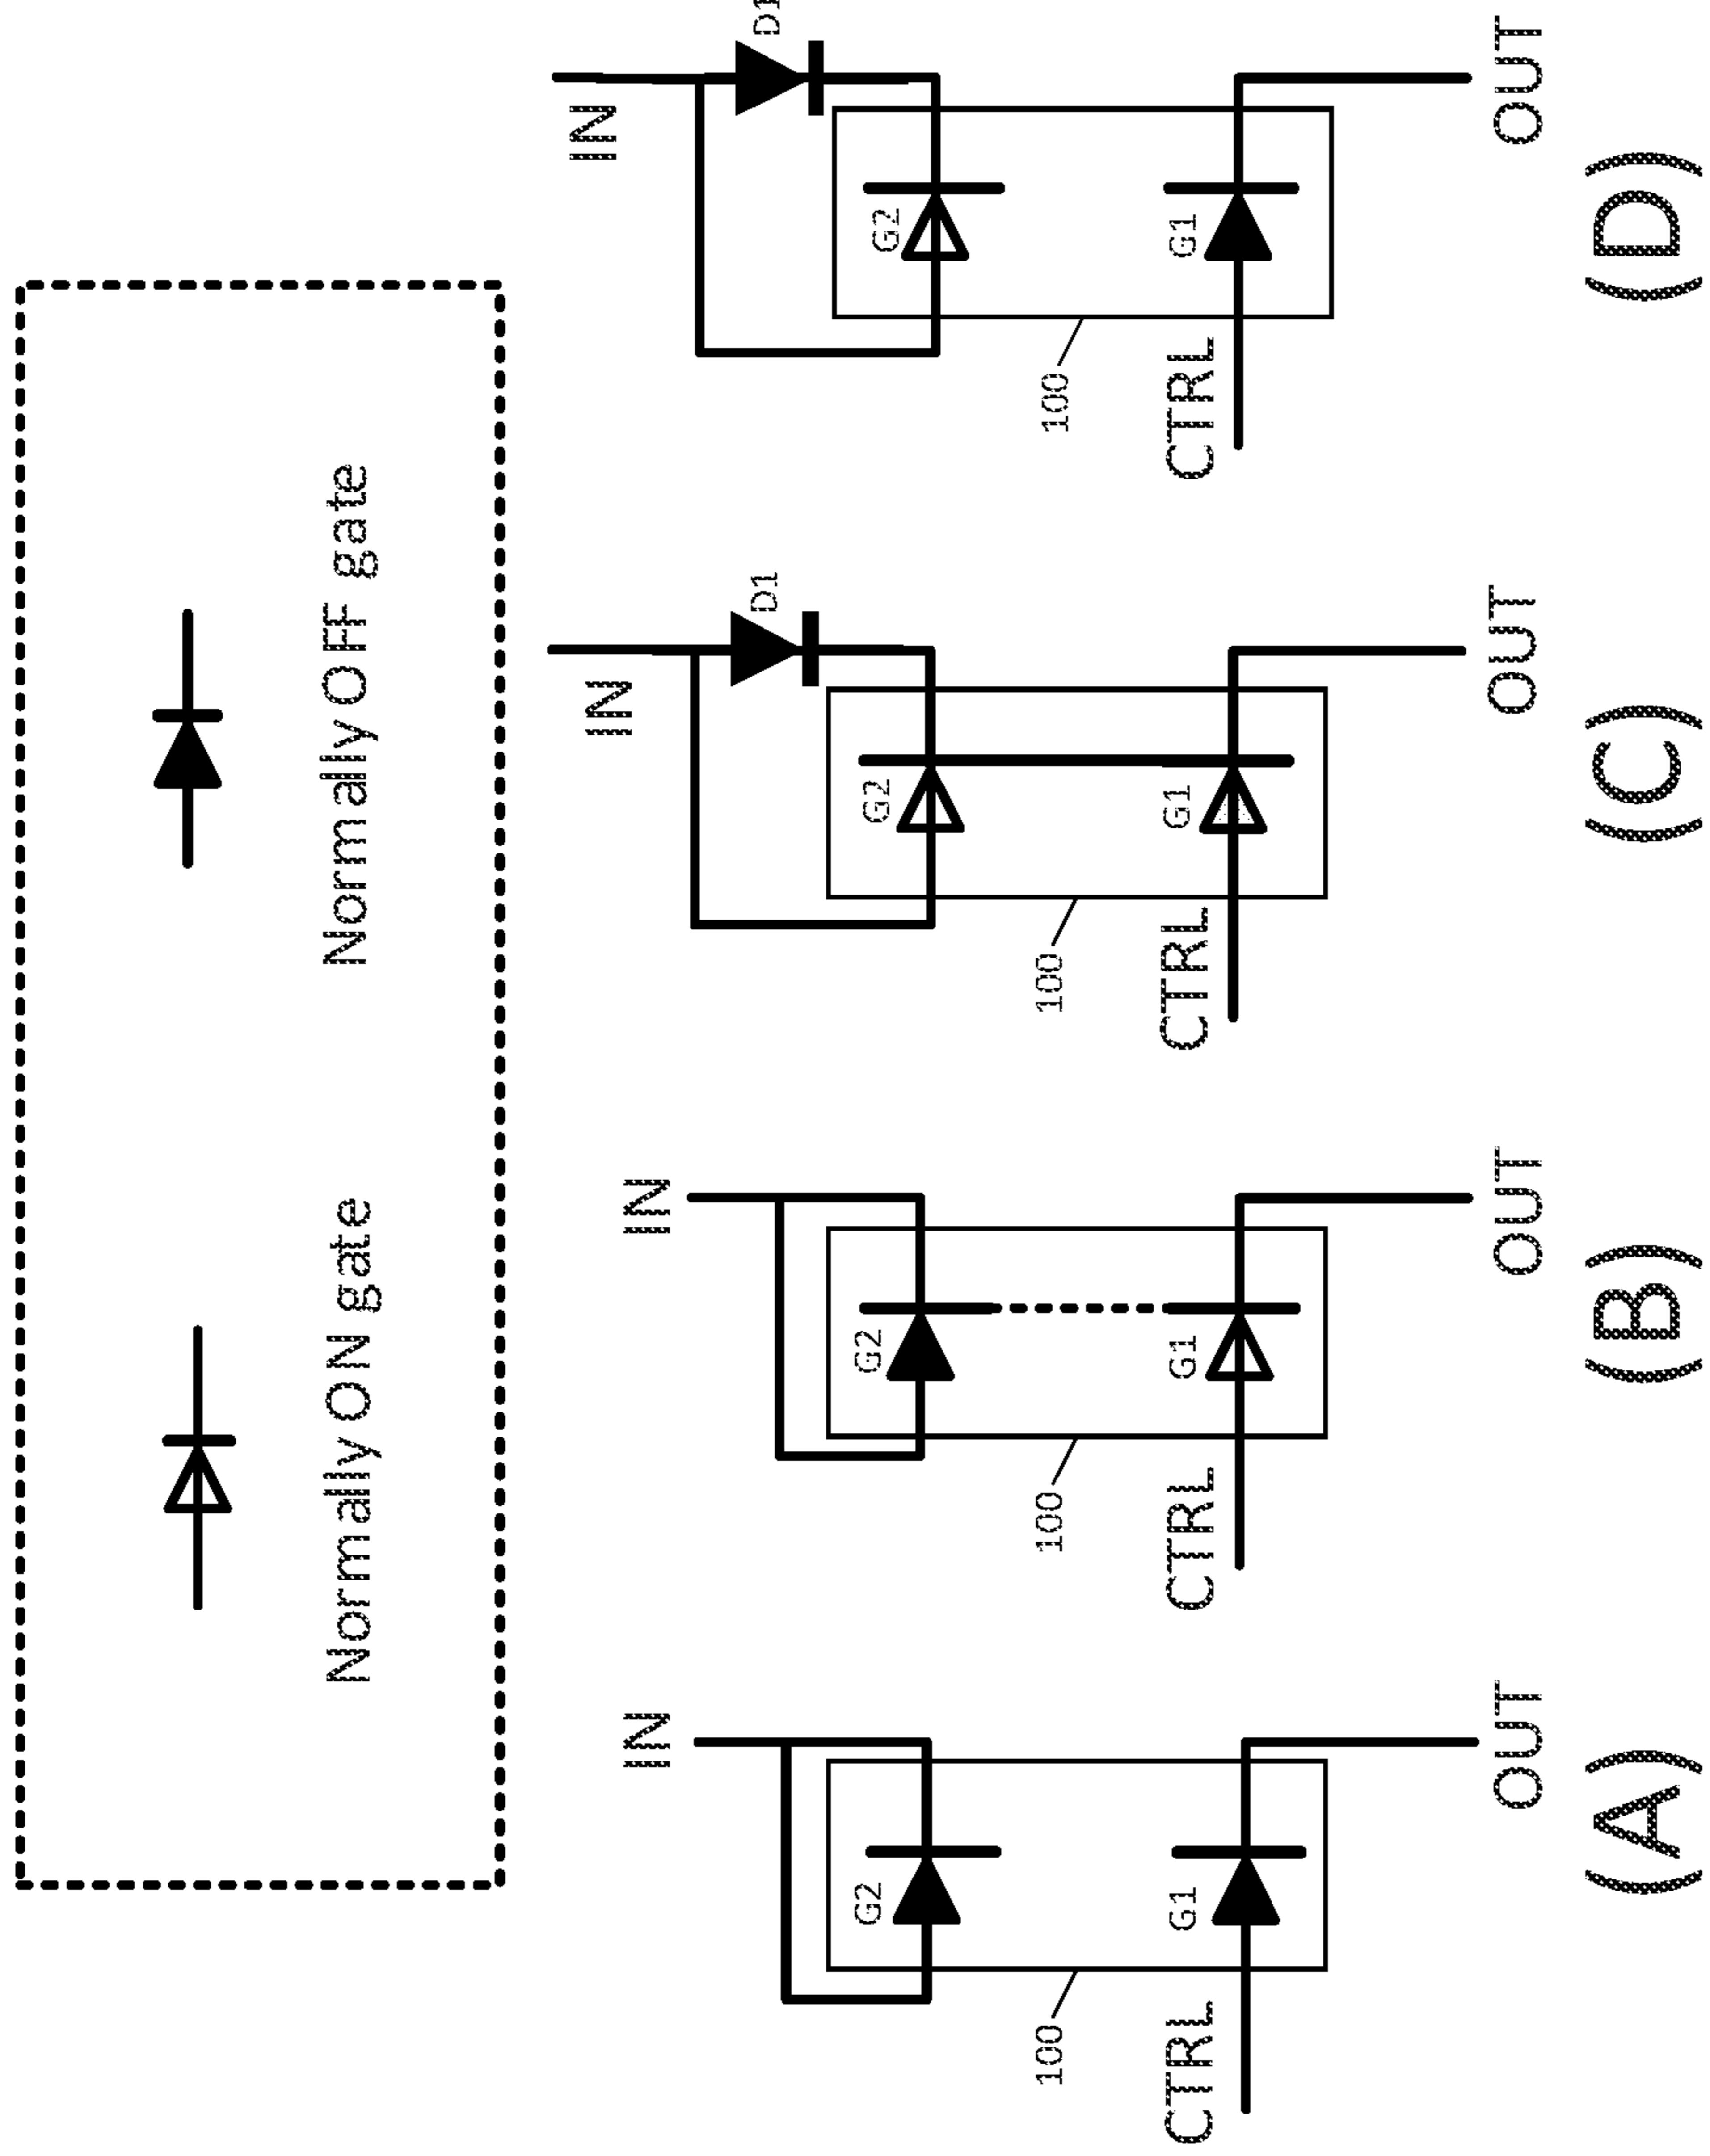 Normally ON gate
Normally OFF gate
IN
G2
100
G1
CTRL
OUT
(A)
IN
G2
100
G1
CTRL
OUT
(B)
IN
D1
G2
100
G1
CTRL
OUT
(C)
IN
D1
G2
100
G1
CTRL
OUT
(D)